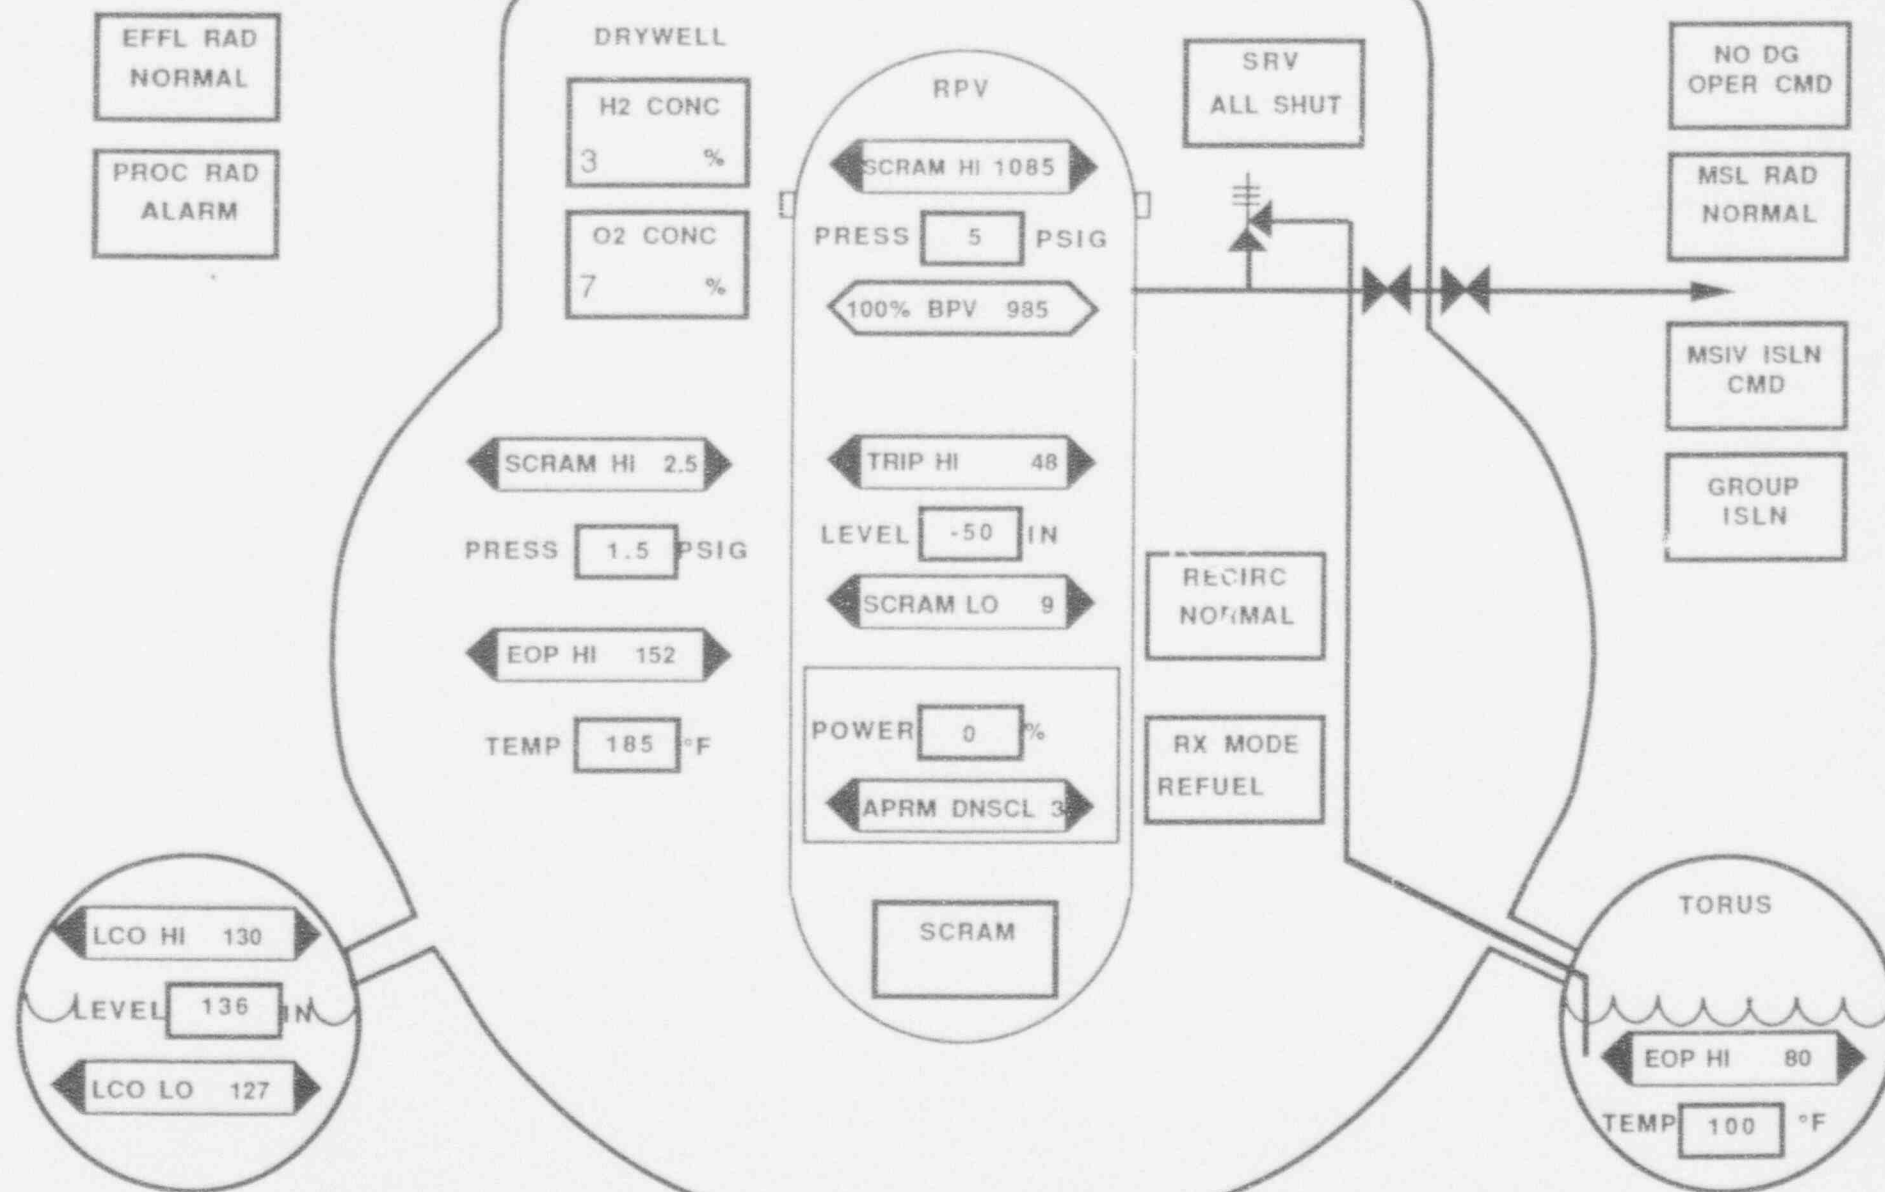 EFFL RAD
NORMAL
PROC RAD
ALARM
DRYWELL
H2 CONC
3 %
O2 CONC
7 %
SCRAM HI 2.5
PRESS 1.5 PSIG
EOP HI 152
TEMP 185 °F
RPV
SCRAM HI 1085
PRESS 5 PSIG
100% BPV 985
TRIP HI 48
LEVEL -50 IN
SCRAM LO 9
POWER 0 %
APRM DNSCL 3
SCRAM
SRV
ALL SHUT
RECIRC
NORMAL
RX MODE
REFUEL
NO DG
OPER CMD
MSL RAD
NORMAL
MSIV ISLN
CMD
GROUP
ISLN
LCO HI 130
LEVEL 136 IN
LCO LO 127
TORUS
EOP HI 80
TEMP 100 °F